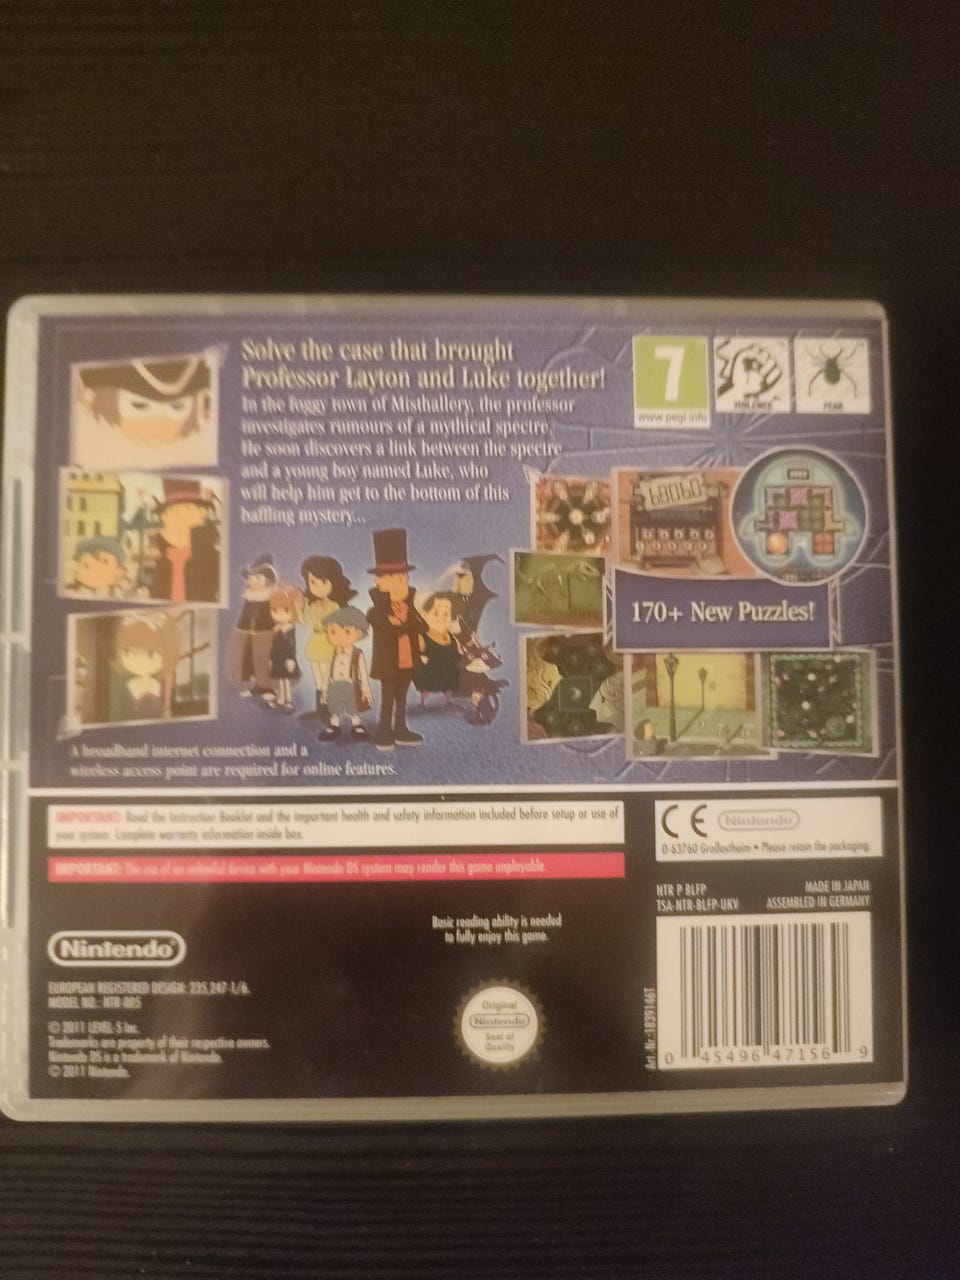 Solve the case that brought
Professor Layton and Luke together!
In the foggy town of Misthallery, the professor
investigates rumours of a mythical spectre.
He soon discovers a link between the spectre
and a young boy named Luke, who
will help him get to the bottom of this
baffling mystery...
7
www.pegi.info
VIOLENCE
FEAR
170+ New Puzzles!
A broadband internet connection and a
wireless access point are required for online features.
IMPORTANT: Read the Instruction Booklet and the important health and safety information included before setup or use of
your system. Complete warranty information inside box.
IMPORTANT: The use of an unlawful device with your Nintendo DS system may render this game unplayable.
CE Nintendo
D-63760 Großostheim • Please retain the packaging.
NTR P BLFP MADE IN JAPAN
TSA-NTR-BLFP-UKV ASSEMBLED IN GERMANY
Basic reading ability is needed
to fully enjoy this game.
Nintendo
EUROPEAN REGISTERED DESIGN: 235.247-1/6.
MODEL NO.: NTR-005
© 2011 LEVEL-5 Inc.
Trademarks are property of their respective owners.
Nintendo DS is a trademark of Nintendo.
© 2011 Nintendo.
Original
Nintendo
Seal of
Quality
Art.-Nr.:1839146T
0 45496 47156 9